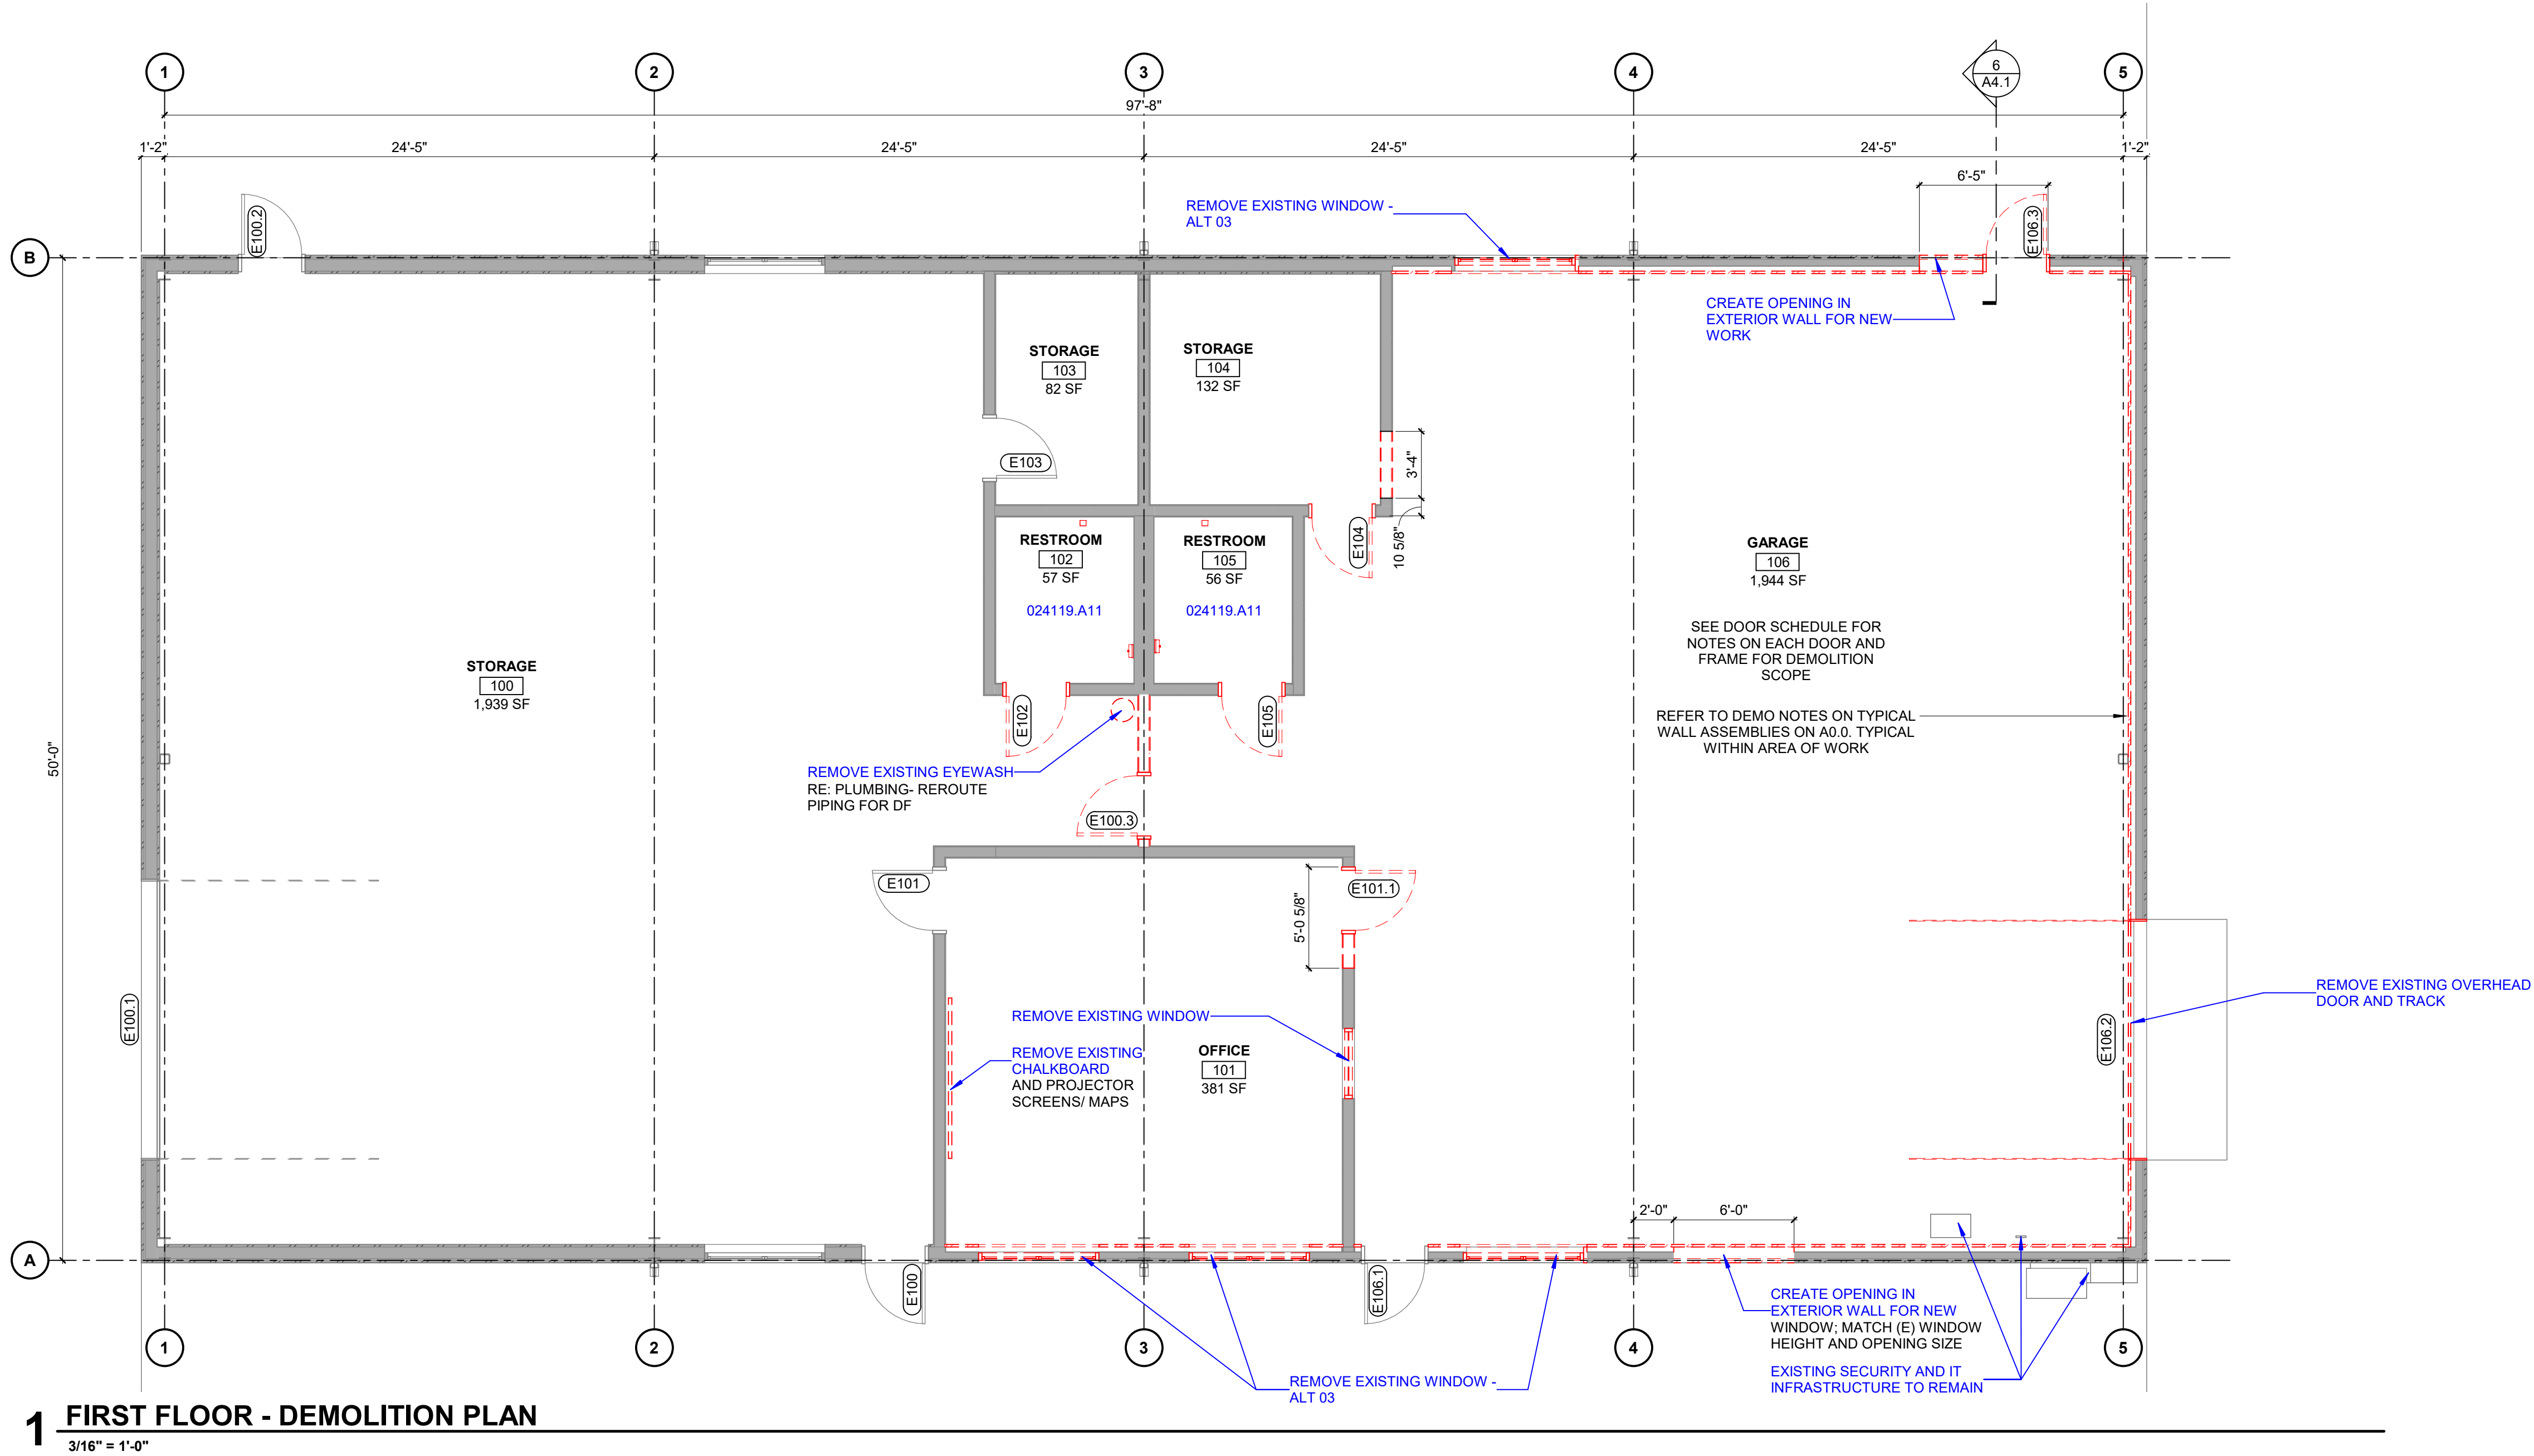 1
2
3
4
6
A4.1
5
97'-8"
1'-2"
24'-5"
24'-5"
24'-5"
24'-5"
1'-2"
6'-5"
REMOVE EXISTING WINDOW -
ALT 03
E100.2
E106.3
B
CREATE OPENING IN
EXTERIOR WALL FOR NEW
WORK
STORAGE
103
82 SF
STORAGE
104
132 SF
E103
3'-4"
10 5/8"
E104
RESTROOM
102
57 SF
024119.A11
RESTROOM
105
56 SF
024119.A11
GARAGE
106
1,944 SF
SEE DOOR SCHEDULE FOR
NOTES ON EACH DOOR AND
FRAME FOR DEMOLITION
SCOPE
STORAGE
100
1,939 SF
E102
E105
REFER TO DEMO NOTES ON TYPICAL
WALL ASSEMBLIES ON A0.0. TYPICAL
WITHIN AREA OF WORK
50'-0"
REMOVE EXISTING EYEWASH
RE: PLUMBING- REROUTE
PIPING FOR DF
E100.3
E101
E101.1
5'-0 5/8"
E100.1
REMOVE EXISTING WINDOW
REMOVE EXISTING
CHALKBOARD
AND PROJECTOR
SCREENS/ MAPS
OFFICE
101
381 SF
E106.2
REMOVE EXISTING OVERHEAD
DOOR AND TRACK
2'-0"
6'-0"
A
E100
E106.1
CREATE OPENING IN
EXTERIOR WALL FOR NEW
WINDOW; MATCH (E) WINDOW
HEIGHT AND OPENING SIZE
EXISTING SECURITY AND IT
INFRASTRUCTURE TO REMAIN
REMOVE EXISTING WINDOW -
ALT 03
1
2
3
4
5
1
FIRST FLOOR - DEMOLITION PLAN
3/16" = 1'-0"